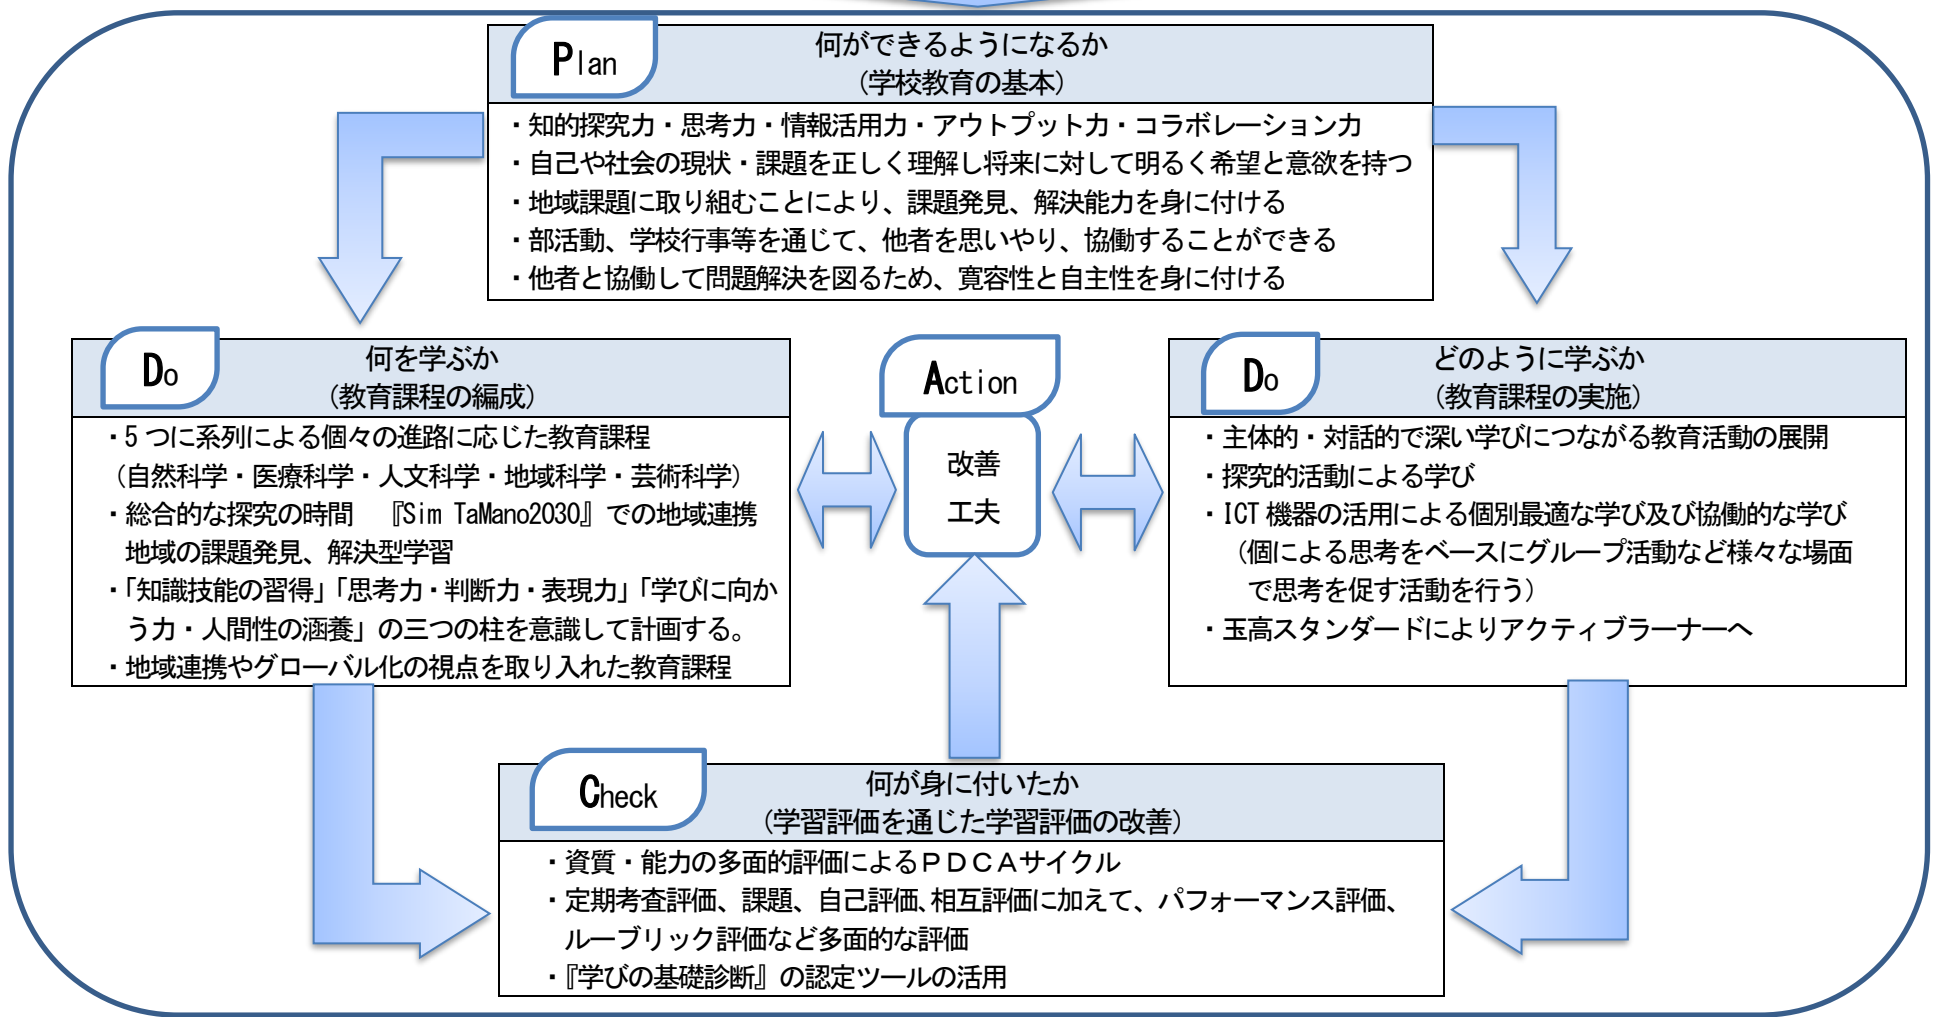 Plan
何ができるようになるか
（学校教育の基本）
・知的探究力・思考力・情報活用力・アウトプット力・コラボレーション力
・自己や社会の現状・課題を正しく理解し将来に対して明るく希望と意欲を持つ
・地域課題に取り組むことにより、課題発見、解決能力を身に付ける
・部活動、学校行事等を通じて、他者を思いやり、協働することができる
・他者と協働して問題解決を図るため、寛容性と自主性を身に付ける
Do
何を学ぶか
（教育課程の編成）
・5 つに系列による個々の進路に応じた教育課程
（自然科学・医療科学・人文科学・地域科学・芸術科学）
・総合的な探究の時間　『Sim TaMano2030』での地域連携
地域の課題発見、解決型学習
・「知識技能の習得」「思考力・判断力・表現力」「学びに向か
う力・人間性の涵養」の三つの柱を意識して計画する。
・地域連携やグローバル化の視点を取り入れた教育課程
Action
改善
工夫
Do
どのように学ぶか
（教育課程の実施）
・主体的・対話的で深い学びにつながる教育活動の展開
・探究的活動による学び
・ICT 機器の活用による個別最適な学び及び協働的な学び
（個による思考をベースにグループ活動など様々な場面
で思考を促す活動を行う）
・玉高スタンダードによりアクティブラーナーへ
Check
何が身に付いたか
（学習評価を通じた学習評価の改善）
・資質・能力の多面的評価によるＰＤＣＡサイクル
・定期考査評価、課題、自己評価、相互評価に加えて、パフォーマンス評価、
ルーブリック評価など多面的な評価
・『学びの基礎診断』の認定ツールの活用